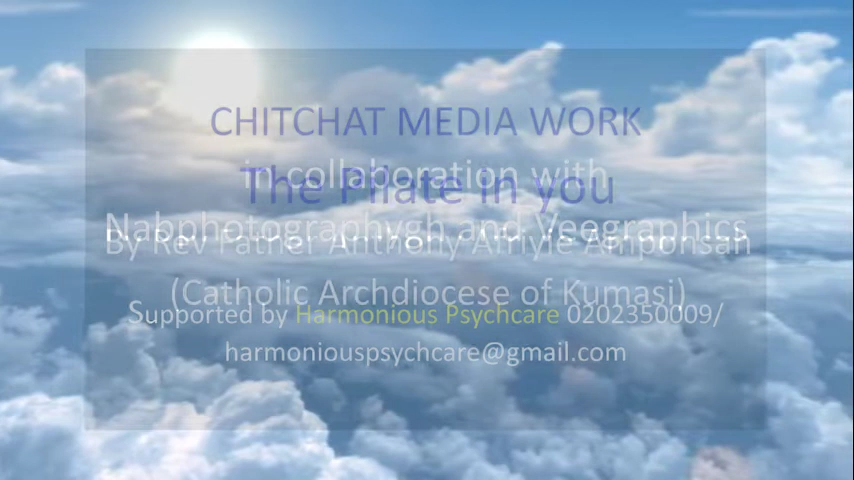 CHITCHAT MEDIA WORK
in collaboration with
The Pilate in you
Nabphotographygh and Yeegraphics
By Rev Father Anthony Afriyie Amponsah
(Catholic Archdiocese of Kumasi)
Supported by Harmonious Psychcare 0202350009/
harmoniouspsychcare@gmail.com